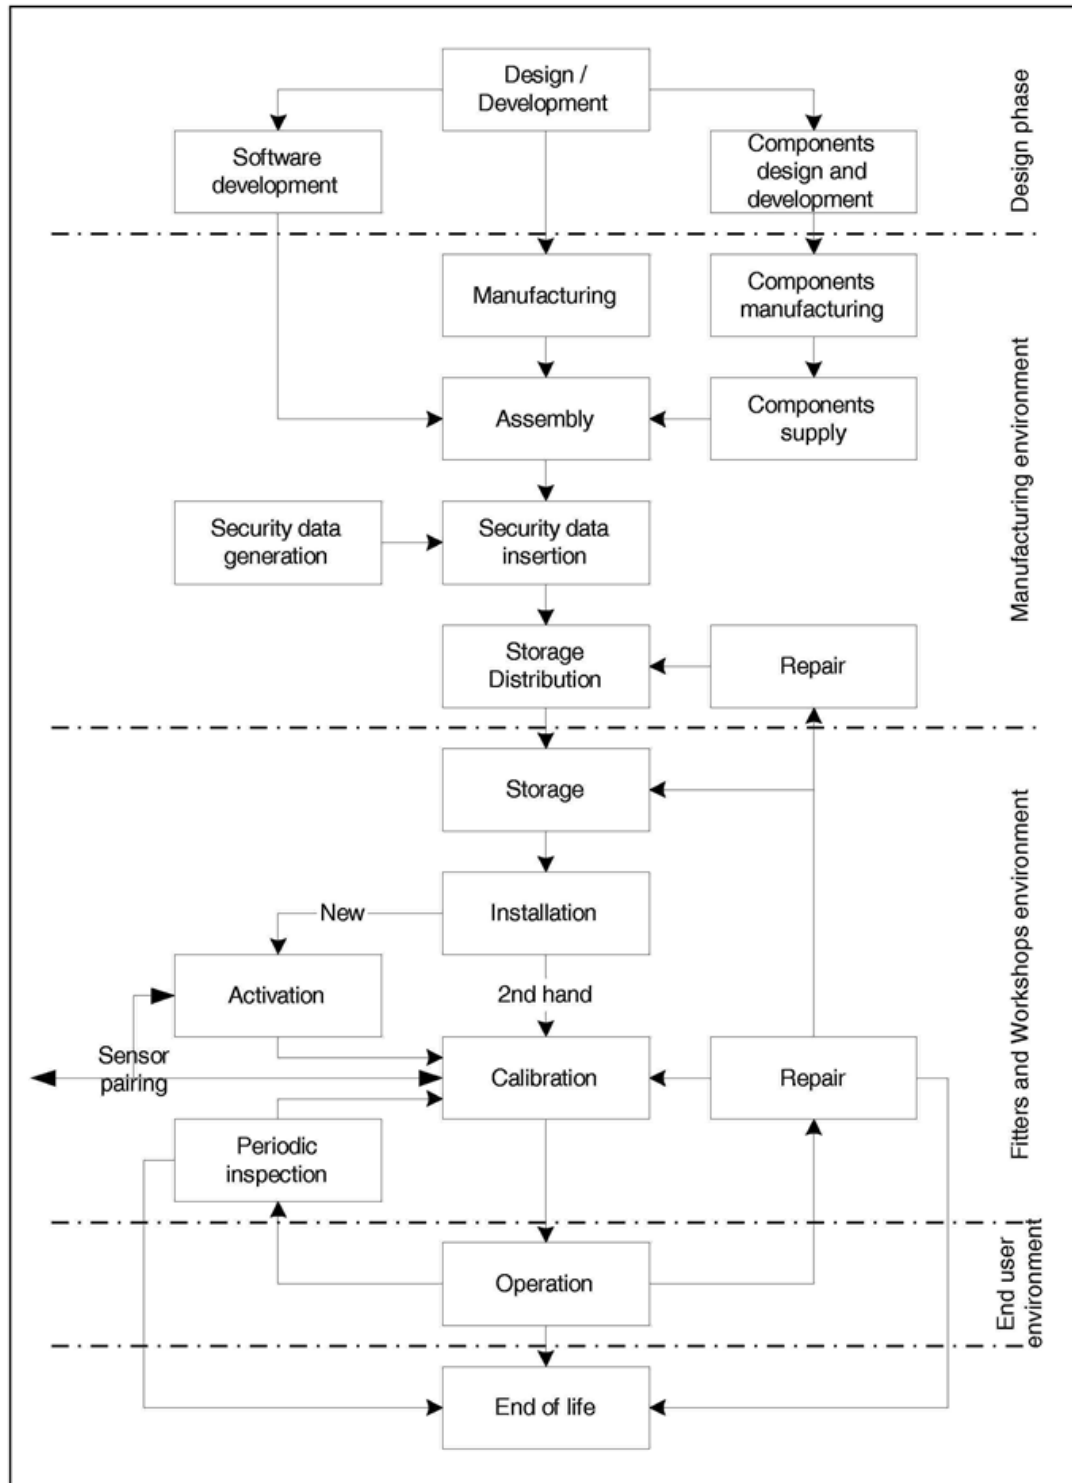 Design /
Development
Software
development
Components
design and
development
Design phase
Manufacturing
Components
manufacturing
Assembly
Components
supply
Security data
generation
Security data
insertion
Storage
Distribution
Repair
Manufacturing environment
Storage
New
Installation
Activation
2nd hand
Sensor
pairing
Calibration
Repair
Periodic
inspection
Fitters and Workshops environment
Operation
End user
environment
End of life